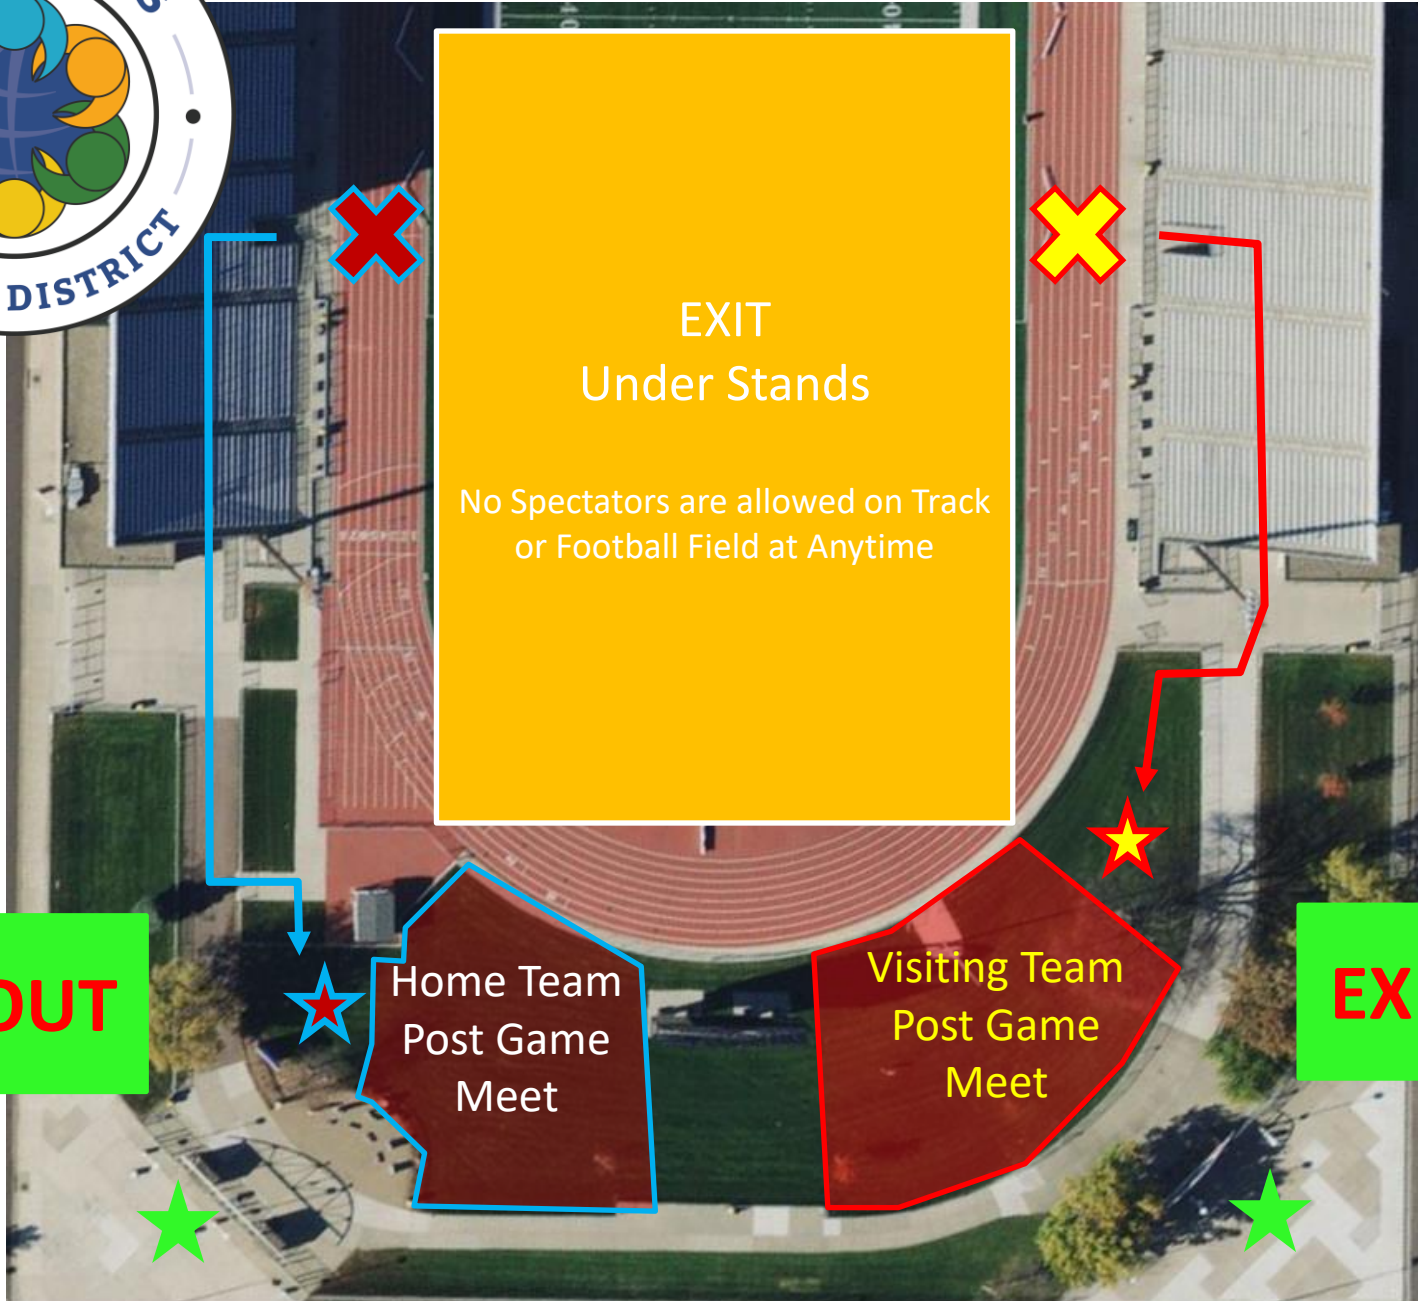 S
DISTRICT
EXIT
Under Stands
No Spectators are allowed on Track
or Football Field at Anytime
Home Team
Post Game
Meet
Visiting Team
Post Game
Meet
OUT
EX